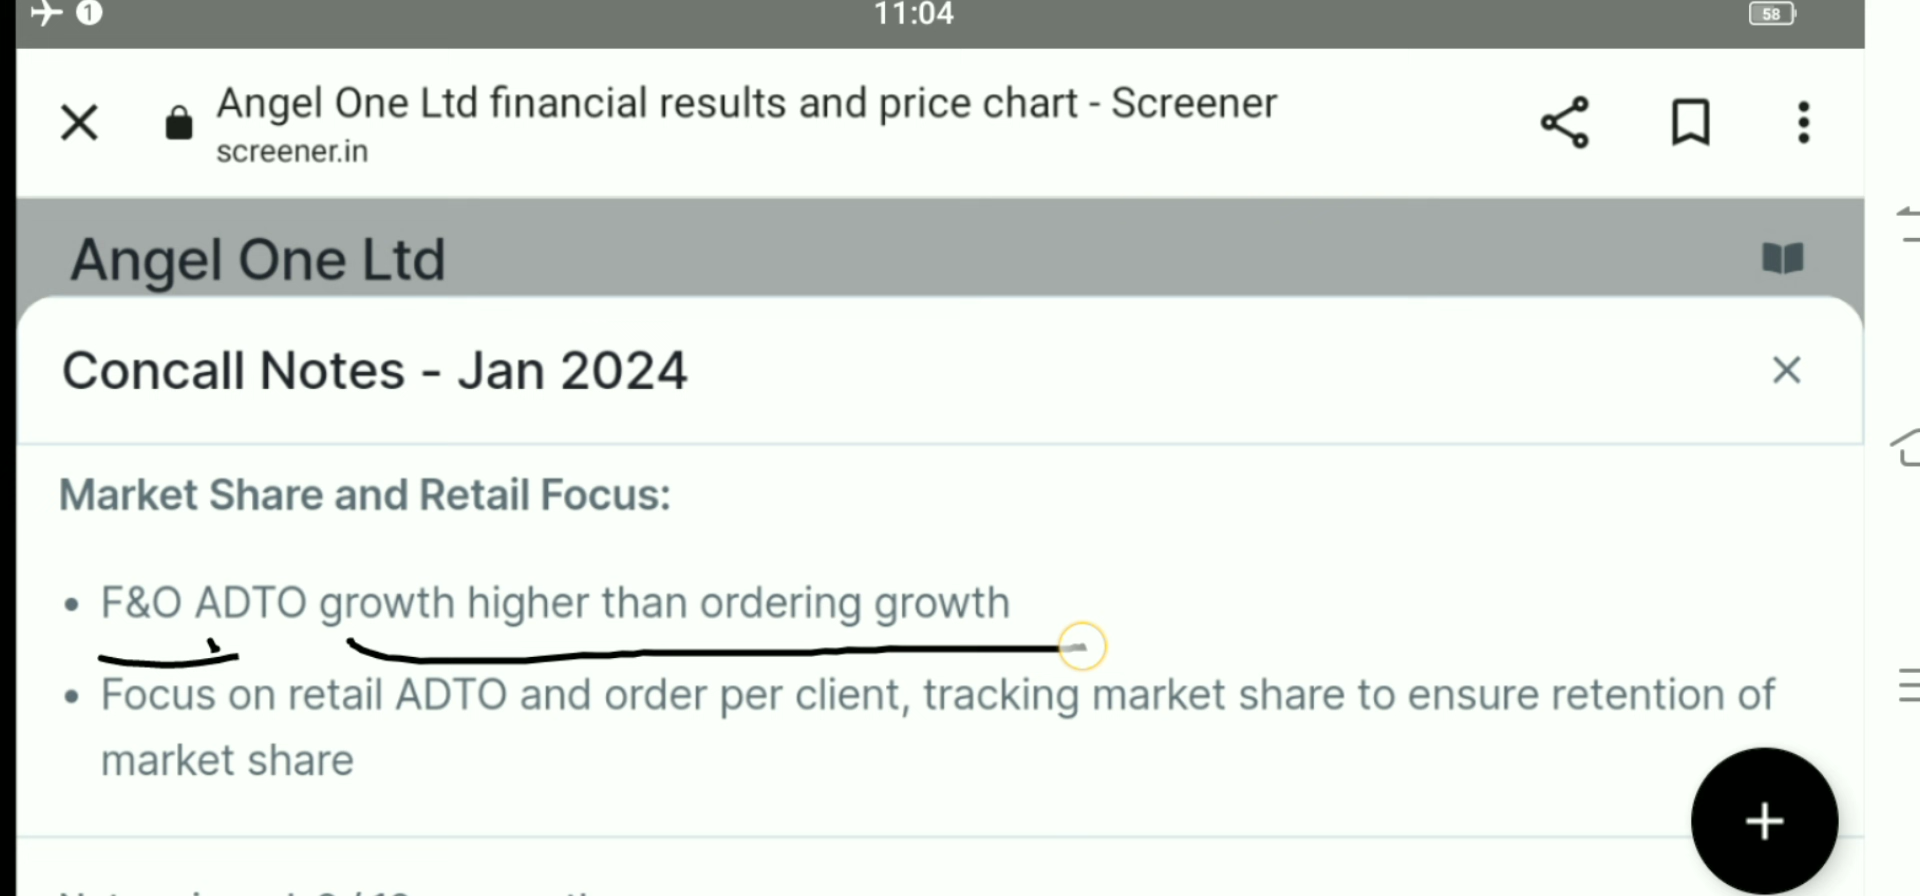 1
11:04
58
Angel One Ltd financial results and price chart - Screener
screener.in
Angel One Ltd
Concall Notes - Jan 2024
Market Share and Retail Focus:
• F&O ADTO growth higher than ordering growth
• Focus on retail ADTO and order per client, tracking market share to ensure retention of
market share